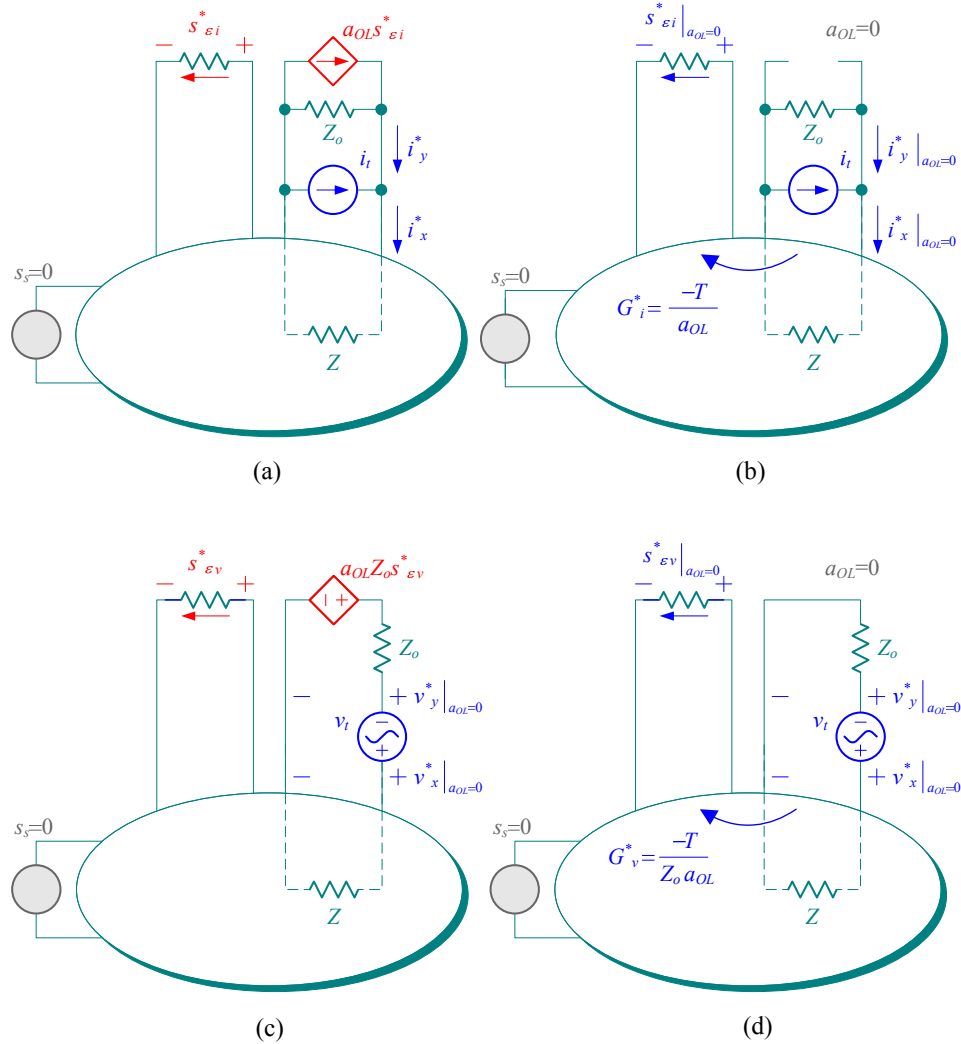 s*εi
− +
aOLs*εi
Zo
i*y
it
i*x
ss=0
Z
(a)
s*εi|aOL=0
− +
aOL=0
Zo
i*y|aOL=0
it
i*x|aOL=0
ss=0
G*i= −T/aOL
Z
(b)
s*εv
− +
aOLZos*εv
− +
Zo
− + v*y|aOL=0
vt
−
+
− + v*x|aOL=0
ss=0
Z
(c)
s*εv|aOL=0
− +
aOL=0
Zo
− + v*y|aOL=0
vt
−
+
− + v*x|aOL=0
ss=0
G*v= −T/Zo aOL
Z
(d)